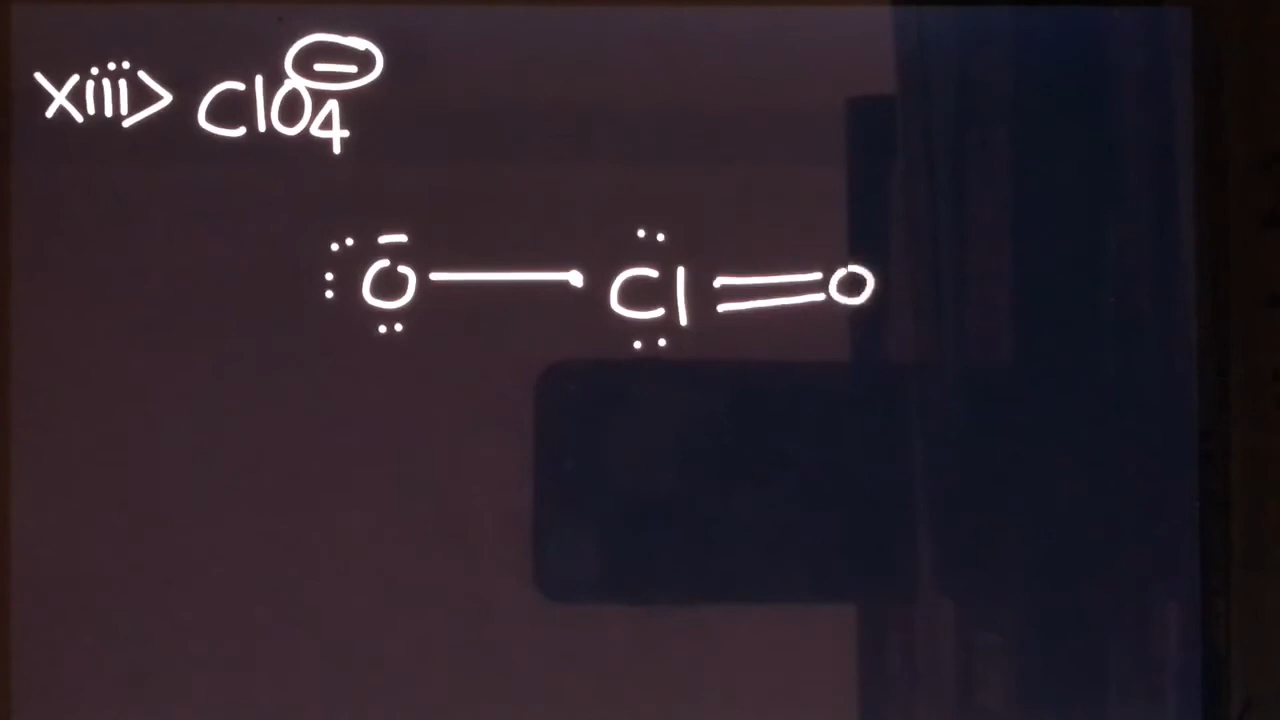 xiii> ClO4−
O — Cl = O